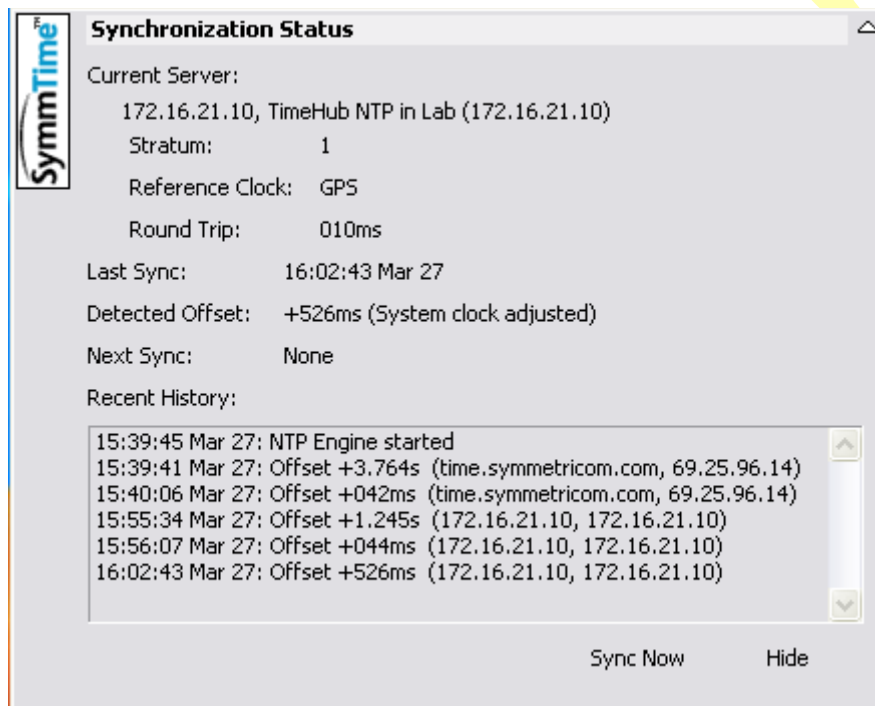 SymmTime™
Synchronization Status
Current Server:
172.16.21.10, TimeHub NTP in Lab (172.16.21.10)
Stratum: 1
Reference Clock: GPS
Round Trip: 010ms
Last Sync: 16:02:43 Mar 27
Detected Offset: +526ms (System clock adjusted)
Next Sync: None
Recent History:
15:39:45 Mar 27: NTP Engine started
15:39:41 Mar 27: Offset +3.764s (time.symmetricom.com, 69.25.96.14)
15:40:06 Mar 27: Offset +042ms (time.symmetricom.com, 69.25.96.14)
15:55:34 Mar 27: Offset +1.245s (172.16.21.10, 172.16.21.10)
15:56:07 Mar 27: Offset +044ms (172.16.21.10, 172.16.21.10)
16:02:43 Mar 27: Offset +526ms (172.16.21.10, 172.16.21.10)
Sync Now Hide